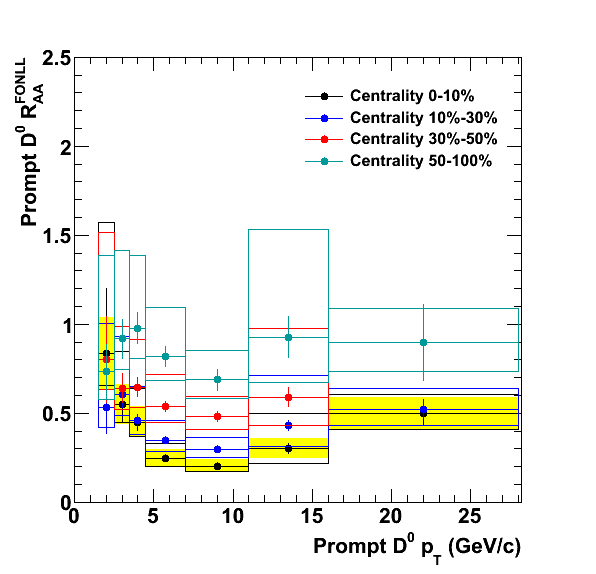 2.5
2
1.5
1
0.5
0
Prompt D⁰ R_AA^FONLL
Centrality 0-10%
Centrality 10%-30%
Centrality 30%-50%
Centrality 50-100%
0 5 10 15 20 25
Prompt D⁰ p_T (GeV/c)